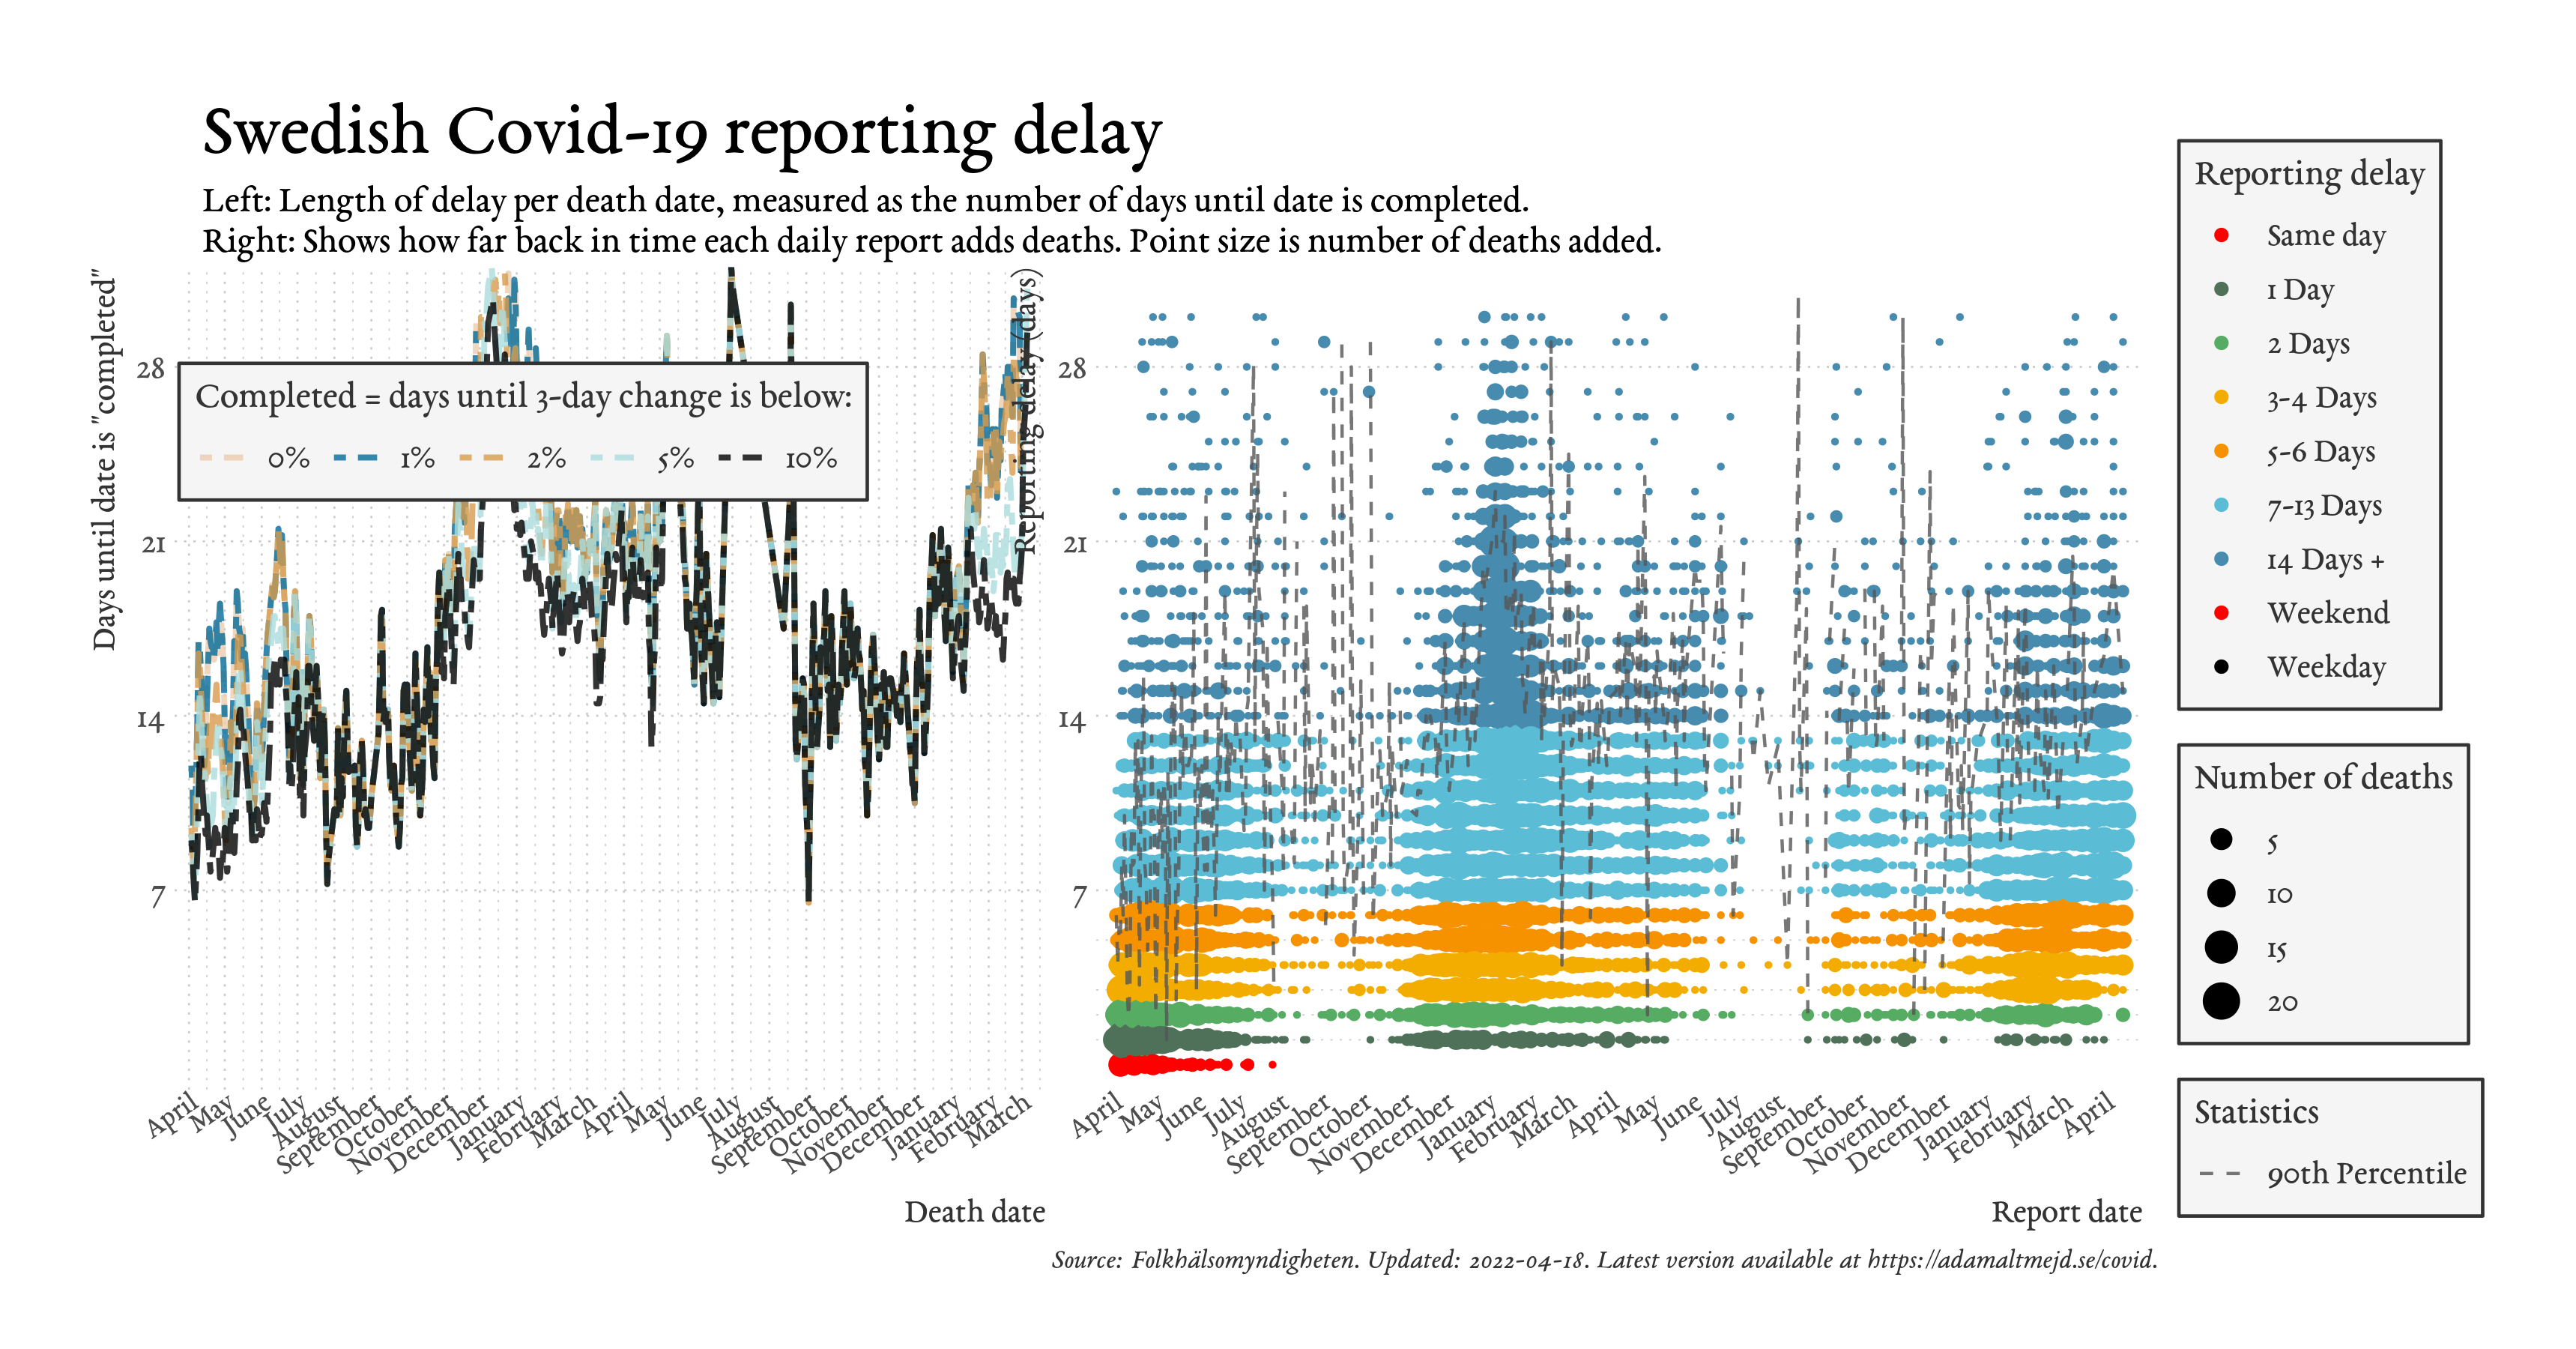 Swedish Covid-19 reporting delay
Left: Length of delay per death date, measured as the number of days until date is completed.
Right: Shows how far back in time each daily report adds deaths. Point size is number of deaths added.
Days until date is "completed"
28
21
14
7
Completed = days until 3-day change is below:
0% 1% 2% 5% 10%
April May June July August September October November December January February March April May June July August September October November December January February March
Death date
Reporting delay (days)
28
21
14
7
April May June July August September October November December January February March April May June July August September October November December January February March April
Report date
Reporting delay
Same day
1 Day
2 Days
3-4 Days
5-6 Days
7-13 Days
14 Days +
Weekend
Weekday
Number of deaths
5
10
15
20
Statistics
90th Percentile
Source: Folkhälsomyndigheten. Updated: 2022-04-18. Latest version available at https://adamaltmejd.se/covid.